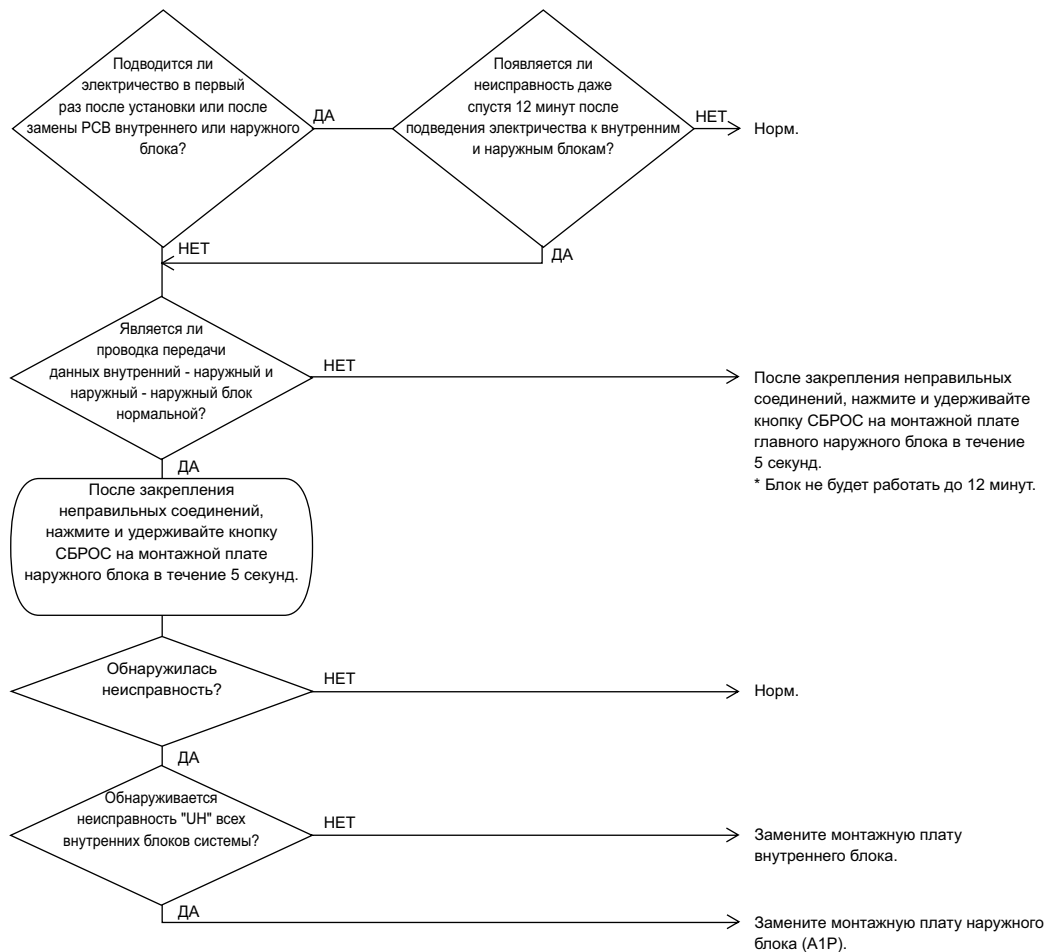 Подводится ли
электричество в первый
раз после установки или после
замены PCB внутреннего или наружного
блока?
ДА
Появляется ли
неисправность даже
спустя 12 минут после
подведения электричества к внутренним
и наружным блокам?
НЕТ
Норм.
НЕТ
ДА
Является ли
проводка передачи
данных внутренний - наружный и
наружный - наружный блок
нормальной?
НЕТ
После закрепления неправильных
соединений, нажмите и удерживайте
кнопку СБРОС на монтажной плате
главного наружного блока в течение
5 секунд.
* Блок не будет работать до 12 минут.
ДА
После закрепления
неправильных соединений,
нажмите и удерживайте кнопку
СБРОС на монтажной плате
наружного блока в течение 5 секунд.
Обнаружилась
неисправность?
НЕТ
Норм.
ДА
Обнаруживается
неисправность "UH" всех
внутренних блоков системы?
НЕТ
Замените монтажную плату
внутреннего блока.
ДА
Замените монтажную плату наружного
блока (A1P).